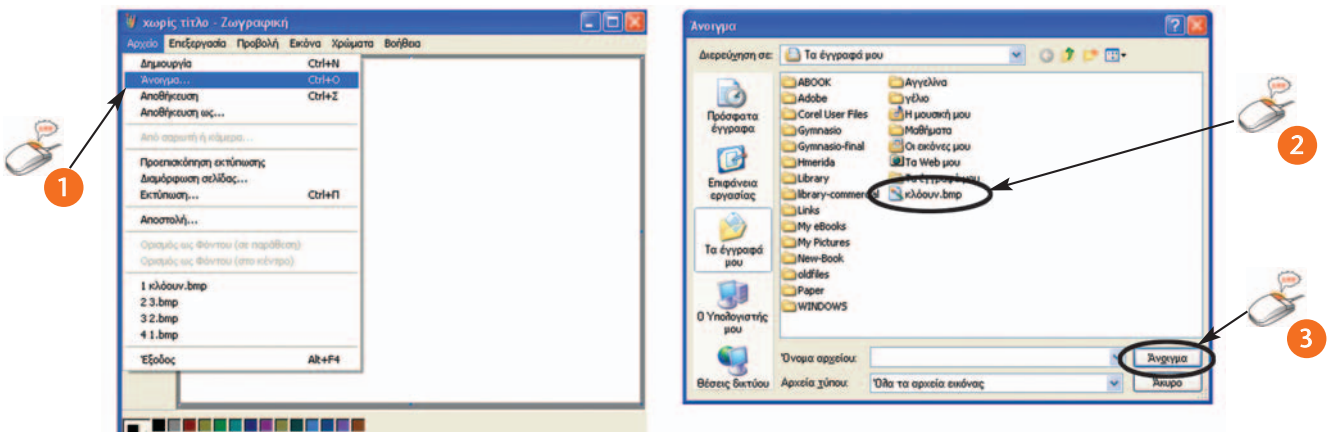 χωρίς τίτλο - Ζωγραφική
Αρχείο Επεξεργασία Προβολή Εικόνα Χρώματα Βοήθεια
Δημιουργία Ctrl+N
Άνοιγμα... Ctrl+O
Αποθήκευση Ctrl+Σ
Αποθήκευση ως...
Από σαρωτή ή κάμερα...
Προεπισκόπηση εκτύπωσης
Διαμόρφωση σελίδας...
Εκτύπωση... Ctrl+Π
Αποστολή...
Ορισμός ως Φόντου (σε παράθεση)
Ορισμός ως Φόντου (στο κέντρο)
1 κλόουν.bmp
2 3.bmp
3 2.bmp
4 1.bmp
Έξοδος Alt+F4
1
Άνοιγμα
Διερεύνηση σε: Τα έγγραφά μου
Πρόσφατα
έγγραφα
Επιφάνεια
εργασίας
Τα έγγραφά
μου
Ο Υπολογιστής
μου
Θέσεις δικτύου
ABOOK
Adobe
Corel User Files
Gymnasio
Gymnasio-final
Hmerida
Library
library-commercial
Links
My eBooks
My Pictures
New-Book
oldfiles
Paper
WINDOWS
Αγγελίνα
γέλιο
Η μουσική μου
Μαθήματα
Οι εικόνες μου
Τα Web μου
Τα έγγραφά μου
κλόουν.bmp
Όνομα αρχείου: Άνοιγμα
Αρχεία τύπου: Όλα τα αρχεία εικόνας Άκυρο
2
3